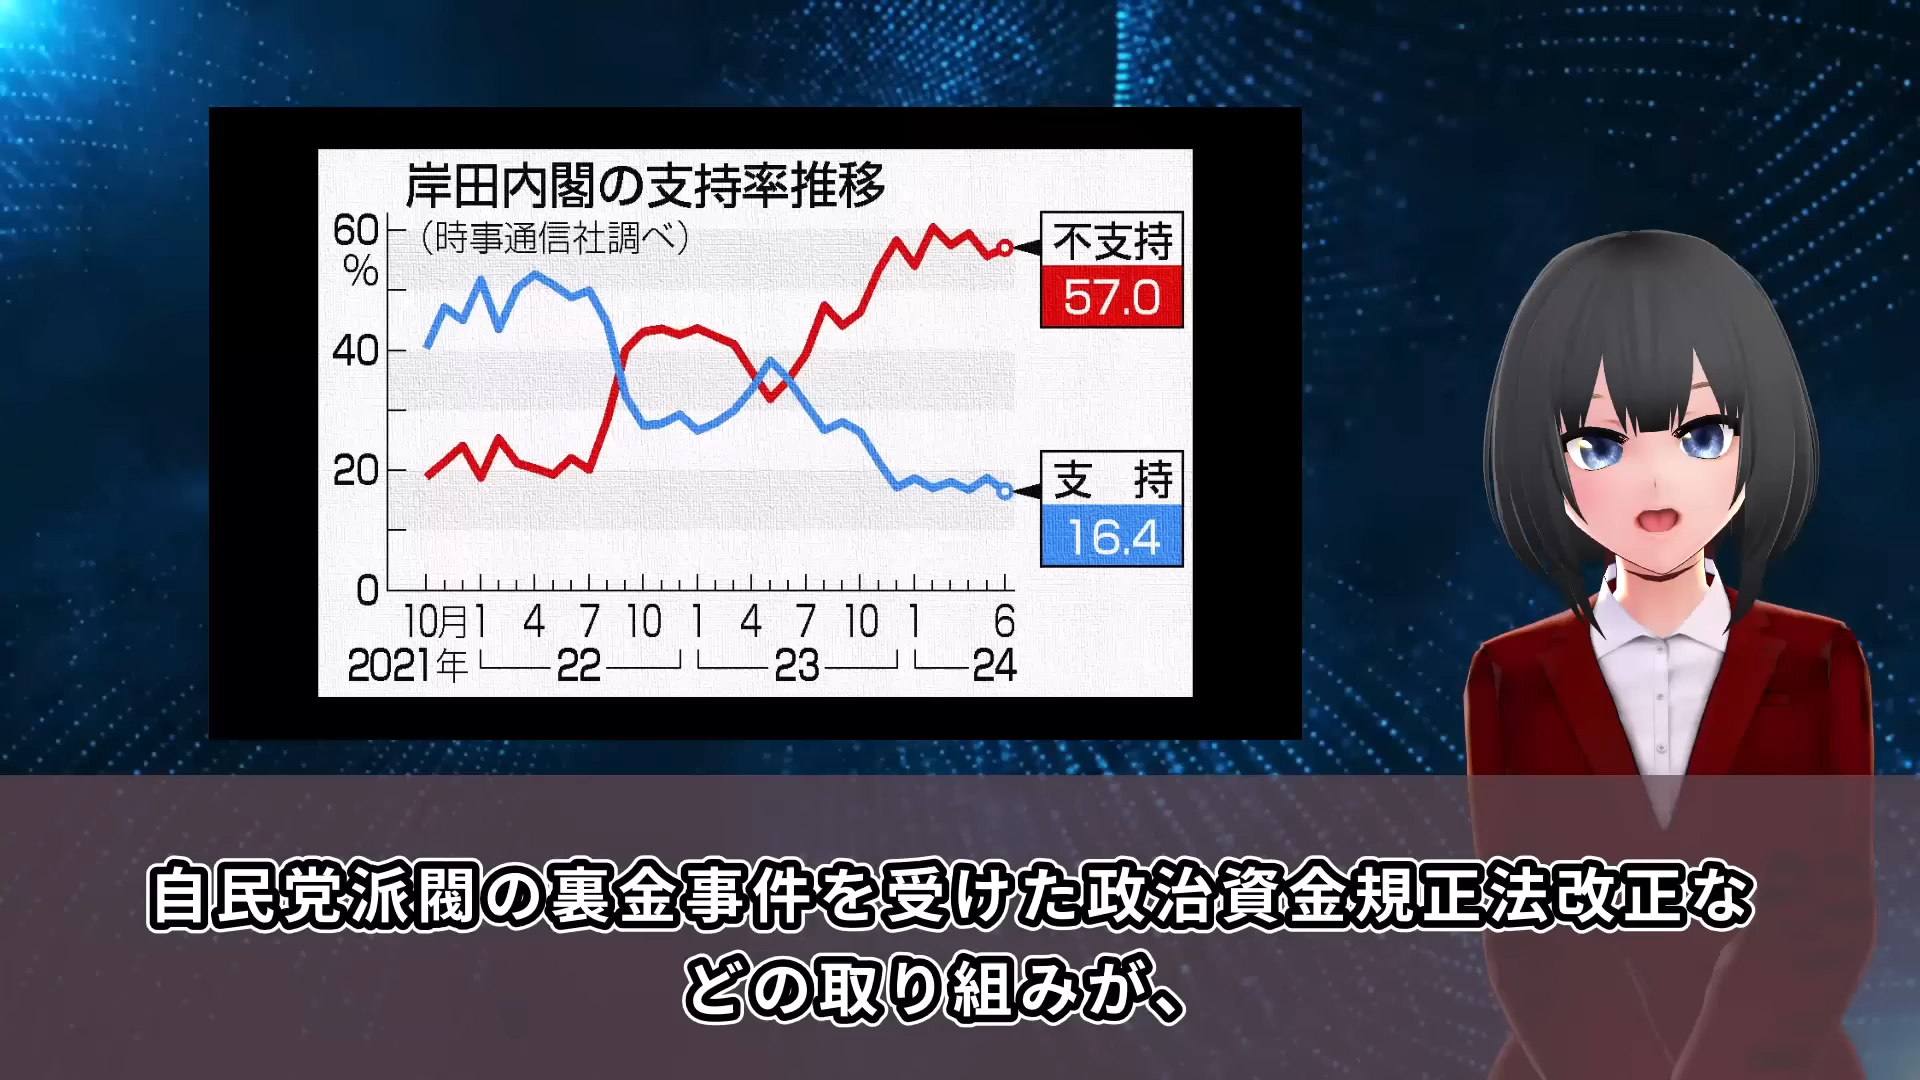 岸田内閣の支持率推移
（時事通信社調べ）
60
%
40
20
0
不支持
57.0
支　持
16.4
10月 1 4 7 10 1 4 7 10 1 6
2021年 22 23 24
自民党派閥の裏金事件を受けた政治資金規正法改正な
どの取り組みが、